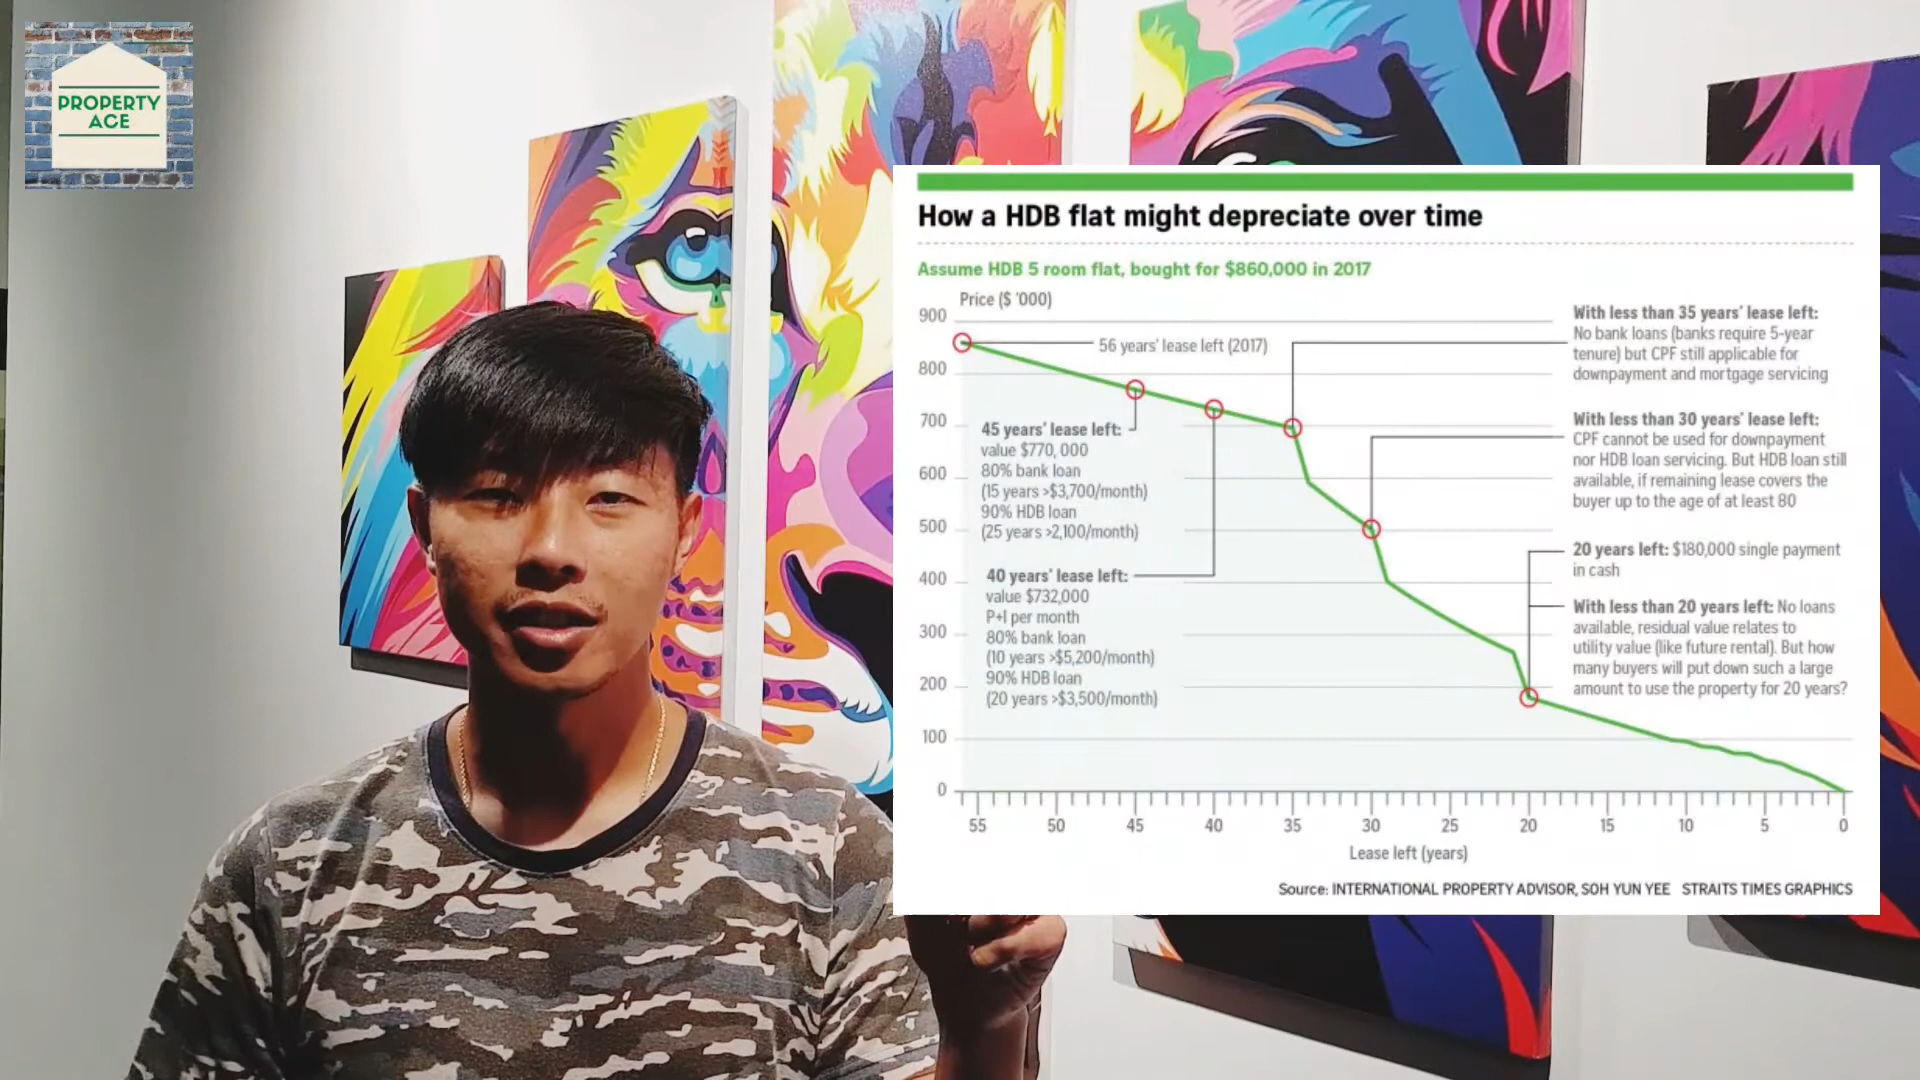 PROPERTY
ACE
How a HDB flat might depreciate over time
Assume HDB 5 room flat, bought for $860,000 in 2017
Price ($ '000)
900
800
700
600
500
400
300
200
100
0
56 years' lease left (2017)
45 years' lease left:
value $770, 000
80% bank loan
(15 years >$3,700/month)
90% HDB loan
(25 years >2,100/month)
40 years' lease left:
value $732,000
P+I per month
80% bank loan
(10 years >$5,200/month)
90% HDB loan
(20 years >$3,500/month)
With less than 35 years' lease left:
No bank loans (banks require 5-year
tenure) but CPF still applicable for
downpayment and mortgage servicing
With less than 30 years' lease left:
CPF cannot be used for downpayment
nor HDB loan servicing. But HDB loan still
available, if remaining lease covers the
buyer up to the age of at least 80
20 years left: $180,000 single payment
in cash
With less than 20 years left: No loans
available, residual value relates to
utility value (like future rental). But how
many buyers will put down such a large
amount to use the property for 20 years?
55 50 45 40 35 30 25 20 15 10 5 0
Lease left (years)
Source: INTERNATIONAL PROPERTY ADVISOR, SOH YUN YEE STRAITS TIMES GRAPHICS